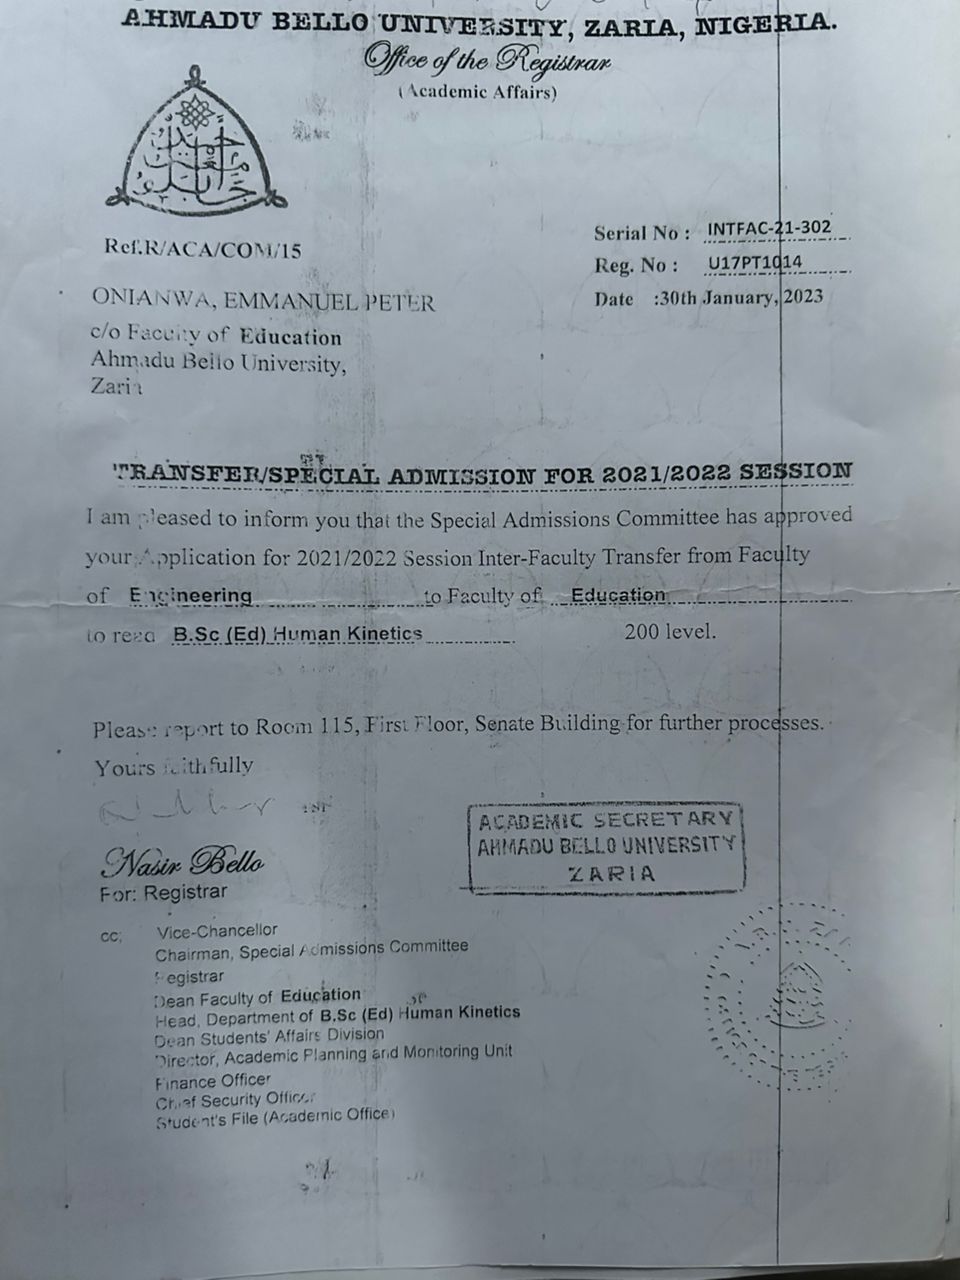 AHMADU BELLO UNIVERSITY, ZARIA, NIGERIA.
Office of the Registrar
(Academic Affairs)
Ref.R/ACA/COM/15
Serial No : INTFAC-21-302
Reg. No : U17PT1014
Date :30th January, 2023
ONIANWA, EMMANUEL PETER
c/o Faculty of Education
Ahmadu Bello University,
Zaria
TRANSFER/SPECIAL ADMISSION FOR 2021/2022 SESSION
I am pleased to inform you that the Special Admissions Committee has approved
your Application for 2021/2022 Session Inter-Faculty Transfer from Faculty
of Engineering to Faculty of Education
to read B.Sc (Ed) Human Kinetics 200 level.
Please report to Room 115, First Floor, Senate Building for further processes.
Yours faithfully
Nasir Bello
For: Registrar
ACADEMIC SECRETARY
AHMADU BELLO UNIVERSITY
ZARIA
cc; Vice-Chancellor
Chairman, Special Admissions Committee
Registrar
Dean Faculty of Education
Head, Department of B.Sc (Ed) Human Kinetics
Dean Students' Affairs Division
Director, Academic Planning and Monitoring Unit
Finance Officer
Chief Security Officer
Student's File (Academic Office)